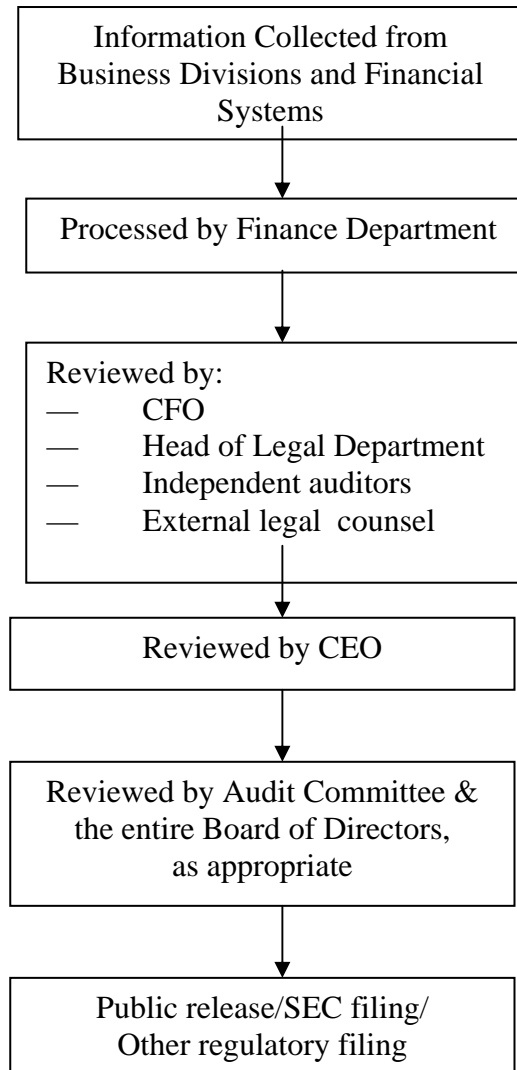 Information Collected from
Business Divisions and Financial
Systems
Processed by Finance Department
Reviewed by:
— CFO
— Head of Legal Department
— Independent auditors
— External legal counsel
Reviewed by CEO
Reviewed by Audit Committee &
the entire Board of Directors,
as appropriate
Public release/SEC filing/
Other regulatory filing